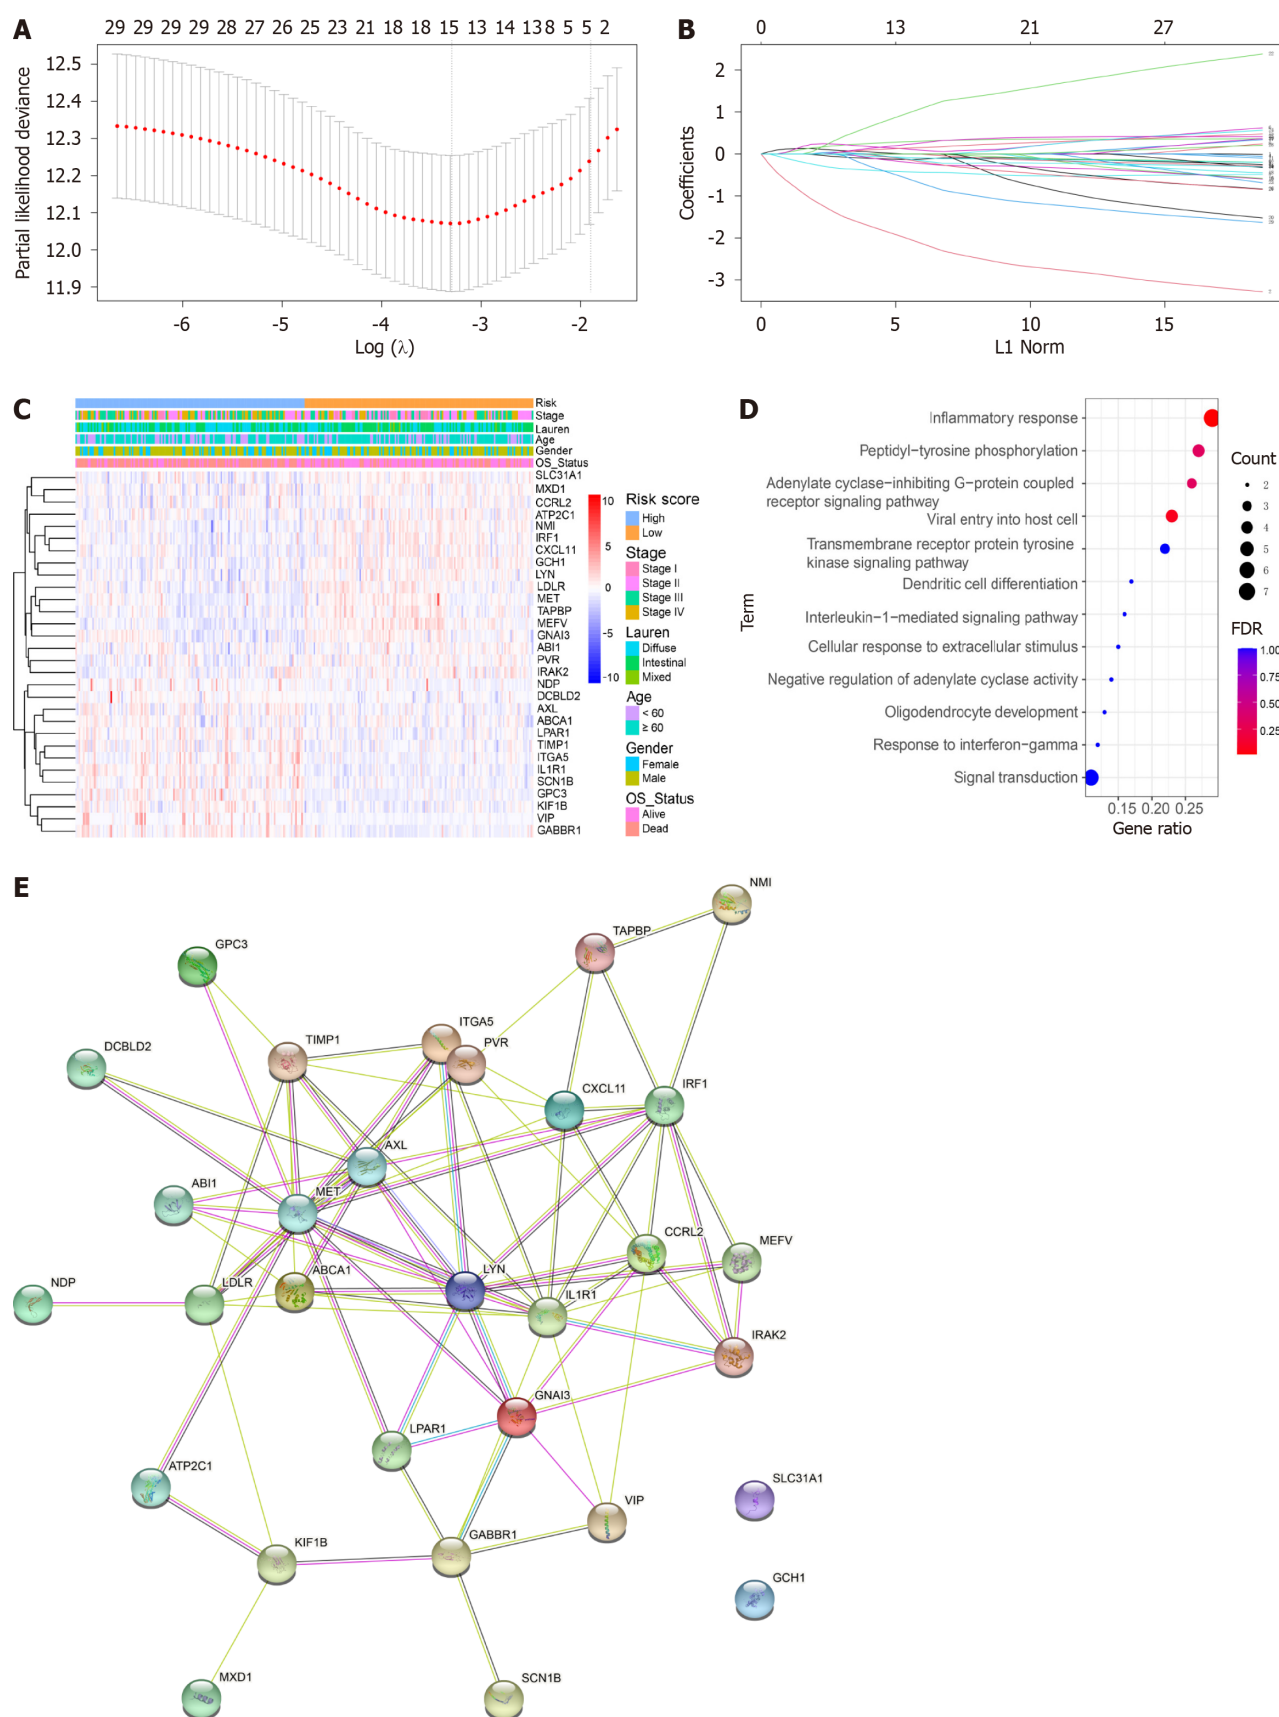 A
29 29 29 29 28 27 26 25 23 21 18 18 15 13 14 13 8 5 5 2
12.5
12.4
12.3
12.2
12.1
12.0
11.9
Partial likelihood deviance
-6 -5 -4 -3 -2
Log (λ)
B
0 13 21 27
2
1
0
-1
-2
-3
Coefficients
0 5 10 15
L1 Norm
C
Risk
Stage
Lauren
Age
Gender
OS_Status
SLC31A1
MXD1
CCRL2
ATP2C1
NMI
IRF1
CXCL11
GCH1
LYN
LDLR
MET
TAPBP
MEFV
GNAI3
ABI1
PVR
IRAK2
NDP
DCBLD2
AXL
ABCA1
LPAR1
TIMP1
ITGA5
IL1R1
SCN1B
GPC3
KIF1B
VIP
GABBR1
10
5
0
-5
-10
Risk score
High
Low
Stage
Stage I
Stage II
Stage III
Stage IV
Lauren
Diffuse
Intestinal
Mixed
Age
< 60
≥ 60
Gender
Female
Male
OS_Status
Alive
Dead
D
Term
Inflammatory response
Peptidyl-tyrosine phosphorylation
Adenylate cyclase-inhibiting G-protein coupled
receptor signaling pathway
Viral entry into host cell
Transmembrane receptor protein tyrosine
kinase signaling pathway
Dendritic cell differentiation
Interleukin-1-mediated signaling pathway
Cellular response to extracellular stimulus
Negative regulation of adenylate cyclase activity
Oligodendrocyte development
Response to interferon-gamma
Signal transduction
0.15 0.20 0.25
Gene ratio
Count
2
3
4
5
6
7
FDR
1.00
0.75
0.50
0.25
E
NMI
TAPBP
GPC3
ITGA5
TIMP1
PVR
DCBLD2
CXCL11
IRF1
AXL
ABI1
MET
CCRL2
MEFV
NDP
LDLR
ABCA1
LYN
IL1R1
IRAK2
GNAI3
LPAR1
ATP2C1
SLC31A1
VIP
KIF1B
GABBR1
GCH1
MXD1
SCN1B